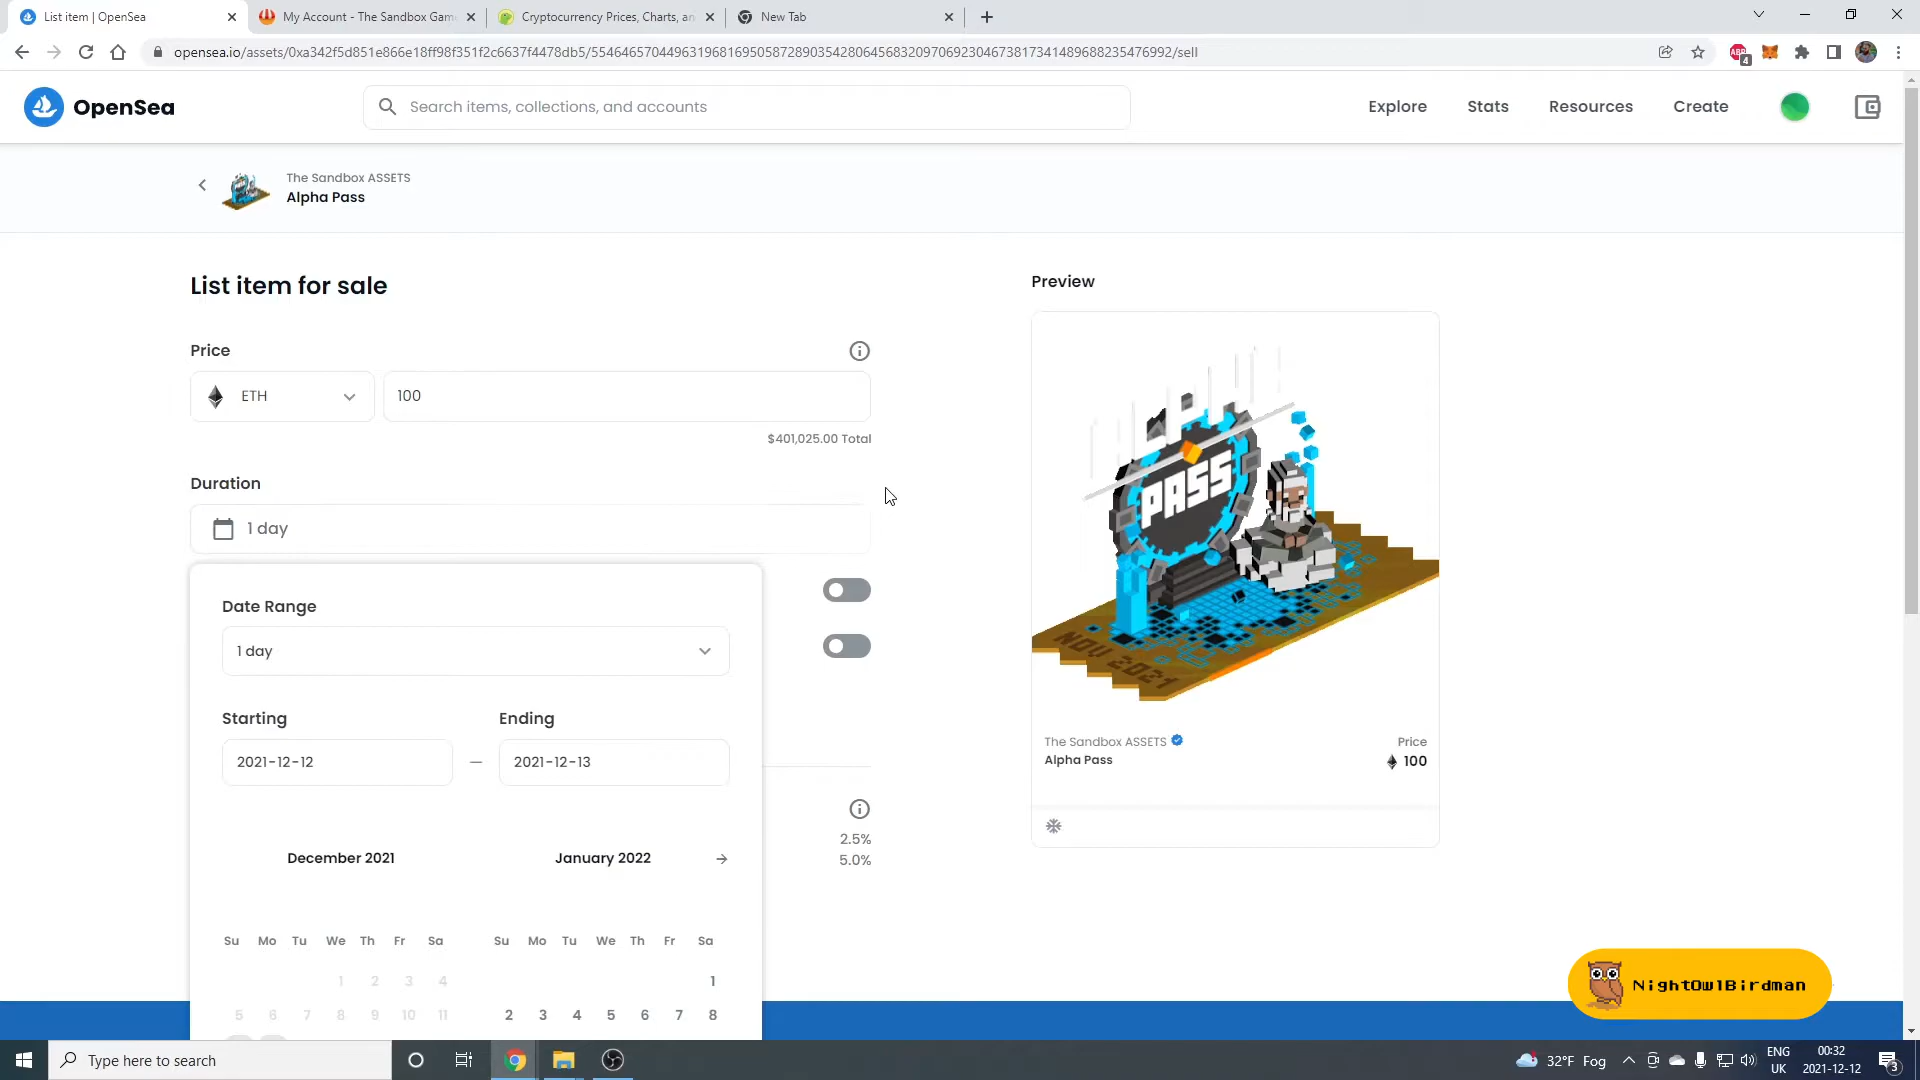 List item | OpenSea
My Account - The Sandbox Gam
Cryptocurrency Prices, Charts, an
New Tab
opensea.io/assets/0xa342f5d851e866e18ff98f351f2c6637f4478db5/55464657044963196816950587289035428064568320970692304673817341489688235476992/sell
4
OpenSea
Search items, collections, and accounts
Explore
Stats
Resources
Create
The Sandbox ASSETS
Alpha Pass
List item for sale
Preview
Price
ETH
100
$401,025.00 Total
Duration
1 day
PASS
NOV 2021
Date Range
1 day
Starting
Ending
2021-12-12
—
2021-12-13
2.5%
5.0%
The Sandbox ASSETS
Price
Alpha Pass
100
December 2021
January 2022
Su Mo Tu We Th Fr Sa
Su Mo Tu We Th Fr Sa
1 2 3 4
1
5 6 7 8 9 10 11
2 3 4 5 6 7 8
NightOwlBirdman
Type here to search
32°F Fog
ENG
UK
00:32
2021-12-12
3